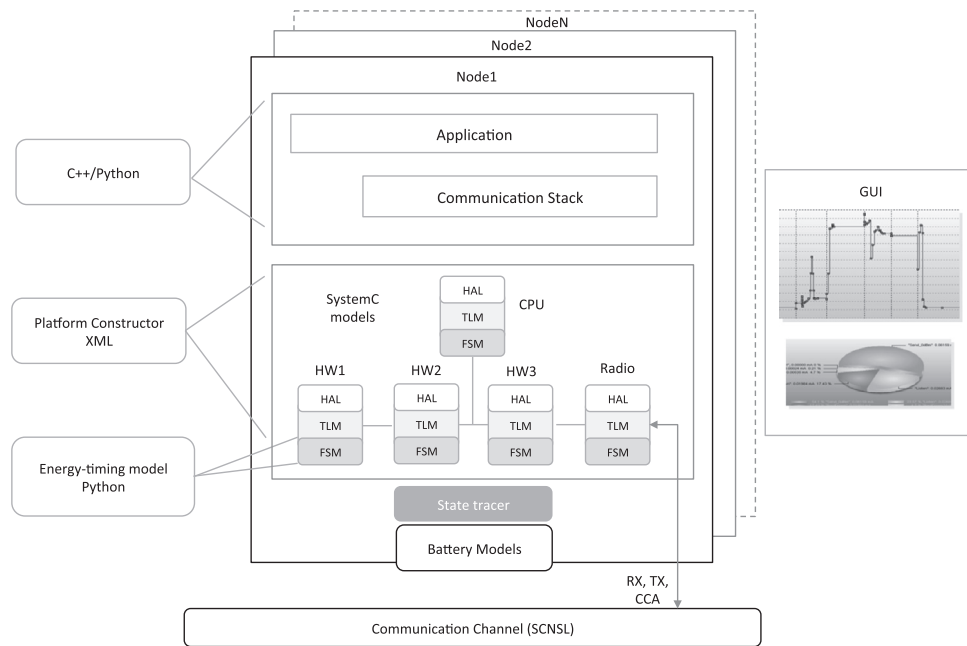 NodeN
Node2
Node1
Application
Communication Stack
C++/Python
GUI
SystemC
models
HAL
TLM
FSM
CPU
Platform Constructor
XML
HW1
HW2
HW3
Radio
HAL
HAL
HAL
HAL
TLM
TLM
TLM
TLM
FSM
FSM
FSM
FSM
Energy-timing model
Python
State tracer
Battery Models
RX, TX,
CCA
Communication Channel (SCNSL)